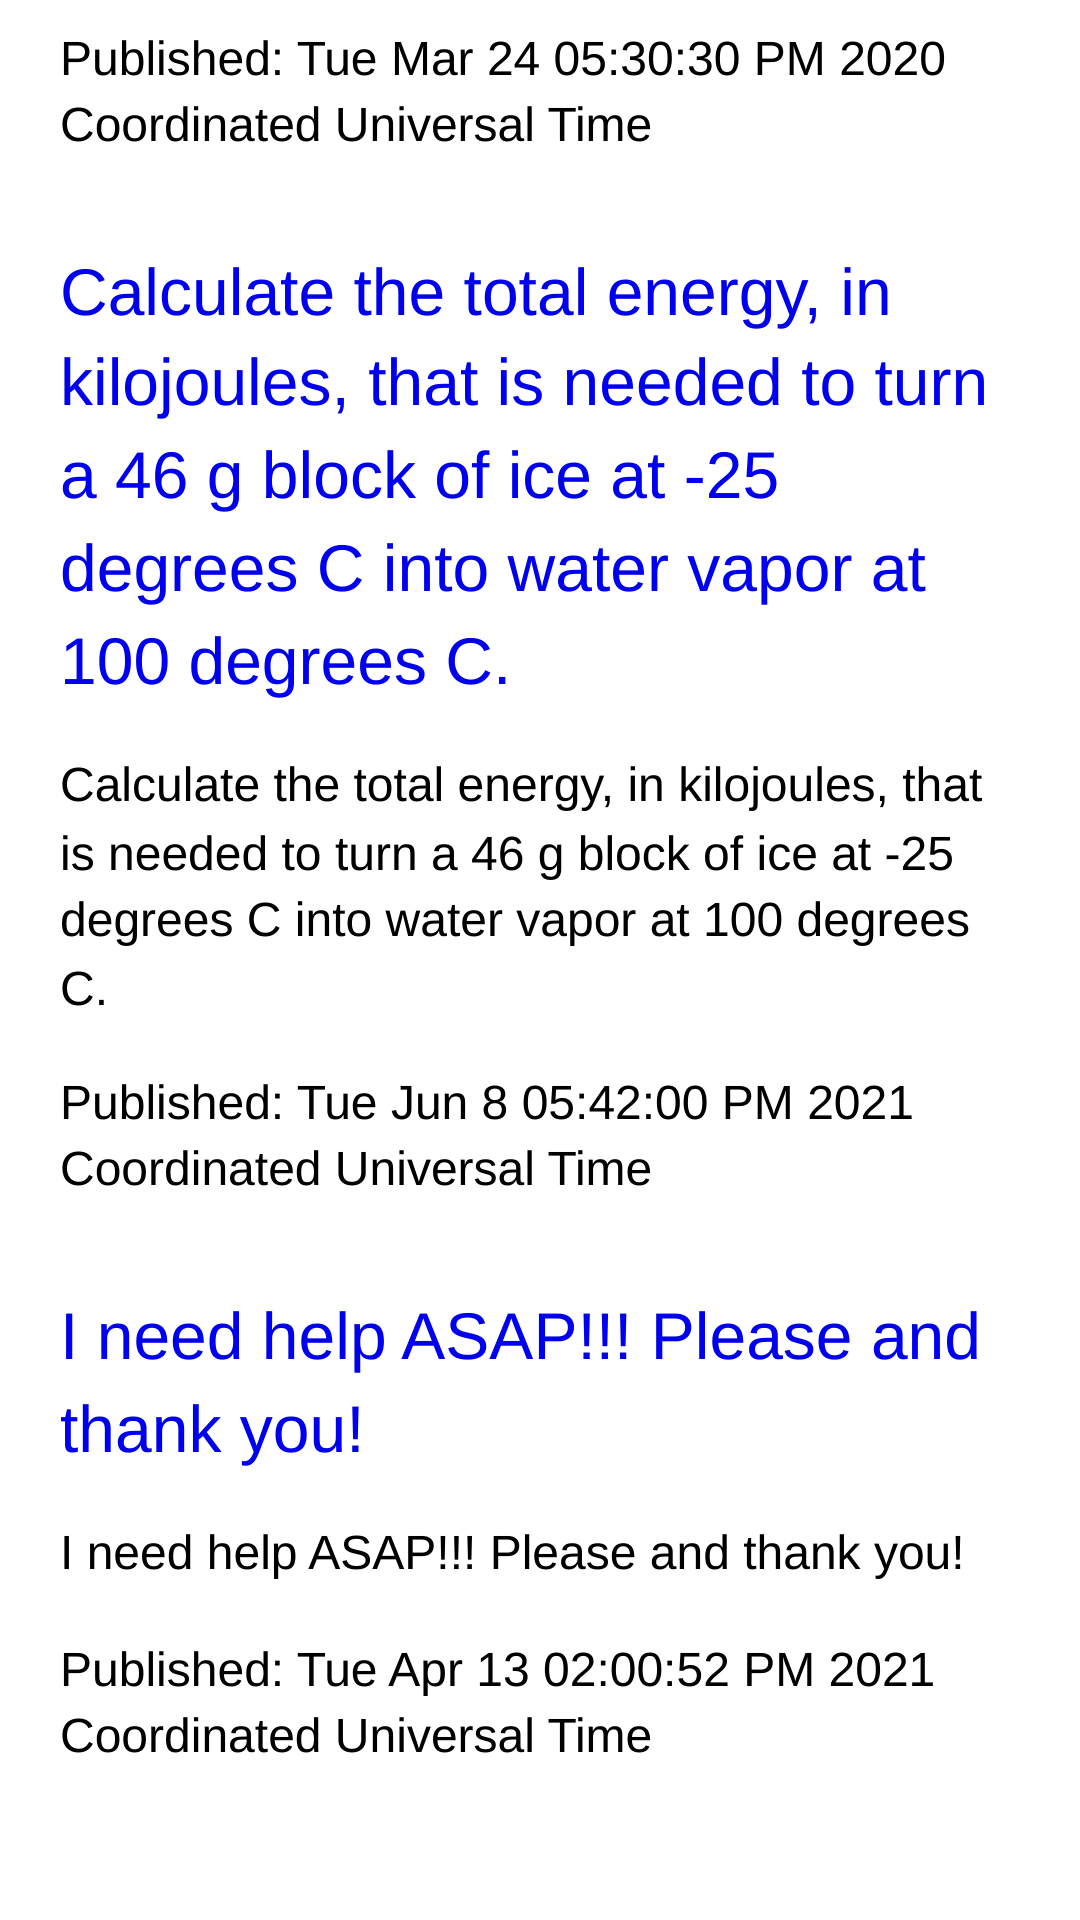 Published: Tue Mar 24 05:30:30 PM 2020
Coordinated Universal Time
Calculate the total energy, in
kilojoules, that is needed to turn
a 46 g block of ice at -25
degrees C into water vapor at
100 degrees C.
Calculate the total energy, in kilojoules, that
is needed to turn a 46 g block of ice at -25
degrees C into water vapor at 100 degrees
C.
Published: Tue Jun 8 05:42:00 PM 2021
Coordinated Universal Time
I need help ASAP!!! Please and
thank you!
I need help ASAP!!! Please and thank you!
Published: Tue Apr 13 02:00:52 PM 2021
Coordinated Universal Time